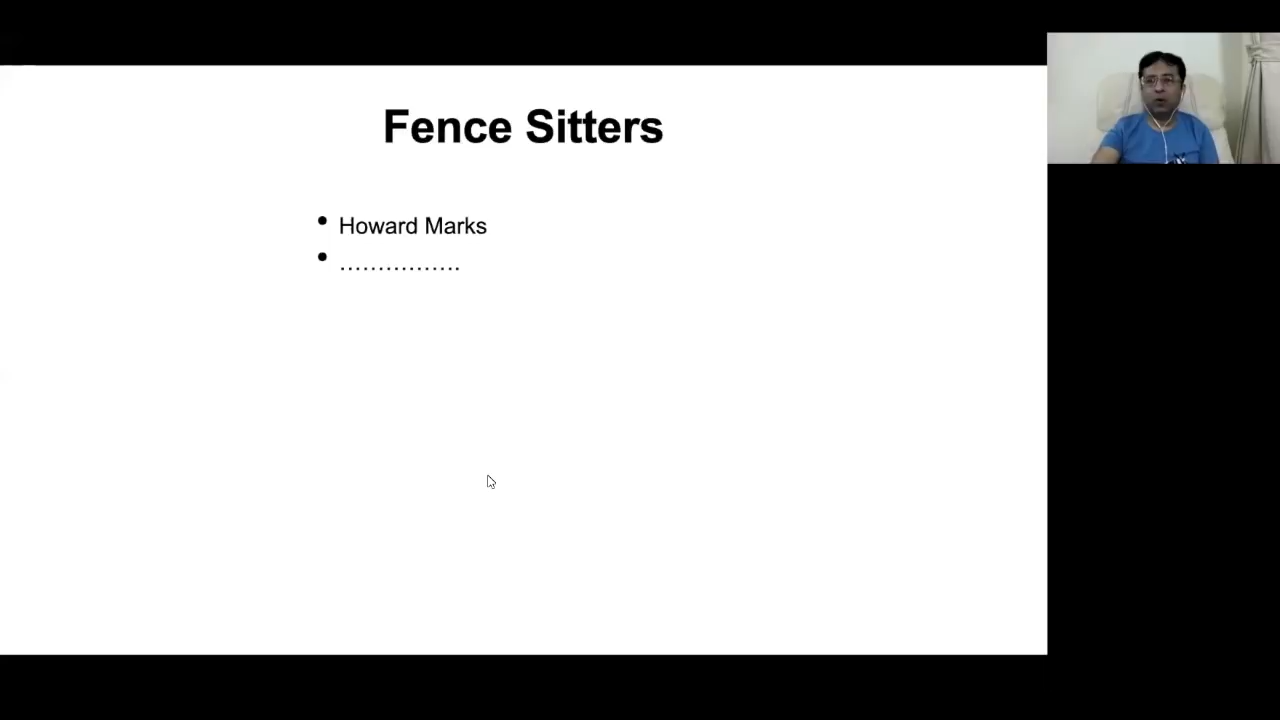 Fence Sitters
• Howard Marks
• …………….